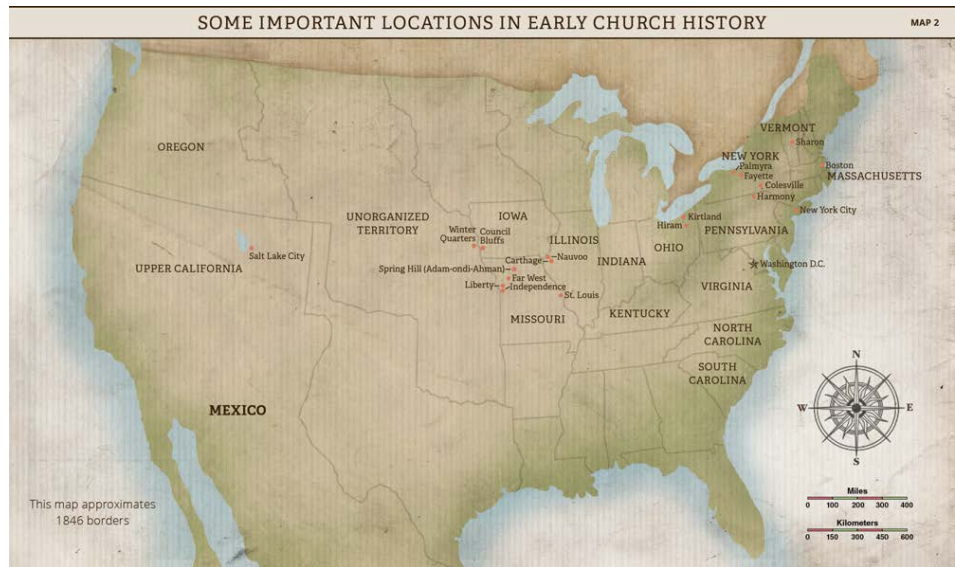 SOME IMPORTANT LOCATIONS IN EARLY CHURCH HISTORY
MAP 2
VERMONT
Sharon
OREGON
NEW YORK
Palmyra
Fayette
Boston
MASSACHUSETTS
Colesville
Harmony
New York City
UNORGANIZED
TERRITORY
IOWA
Winter
Quarters
Council
Bluffs
Kirtland
Hiram
PENNSYLVANIA
ILLINOIS
OHIO
Salt Lake City
Nauvoo
Carthage
INDIANA
Washington D.C.
UPPER CALIFORNIA
Spring Hill (Adam-ondi-Ahman)
Far West
Liberty
Independence
St. Louis
VIRGINIA
MISSOURI
KENTUCKY
NORTH
CAROLINA
SOUTH
CAROLINA
MEXICO
N
W
E
S
This map approximates
1846 borders
Miles
0 100 200 300 400
Kilometers
0 150 300 450 600